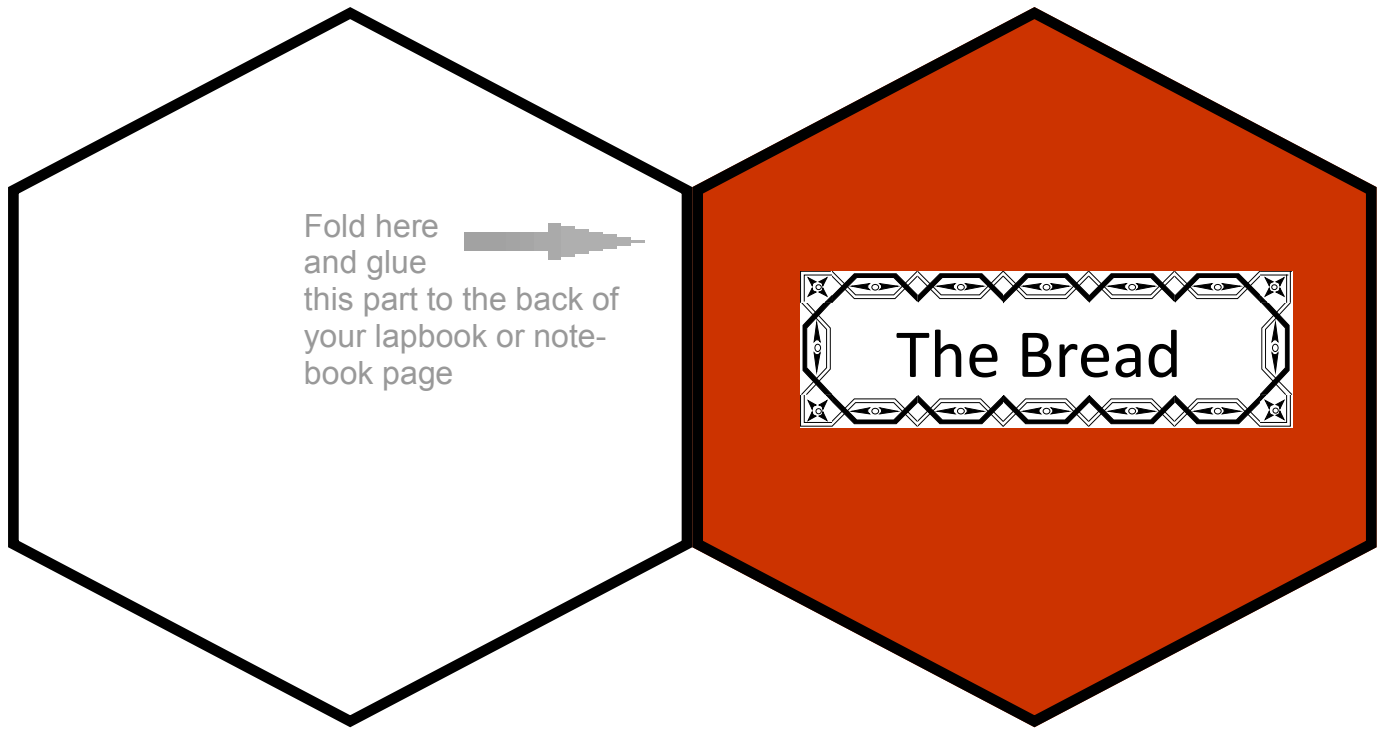 Fold here
and glue
this part to the back of
your lapbook or note-
book page
The Bread